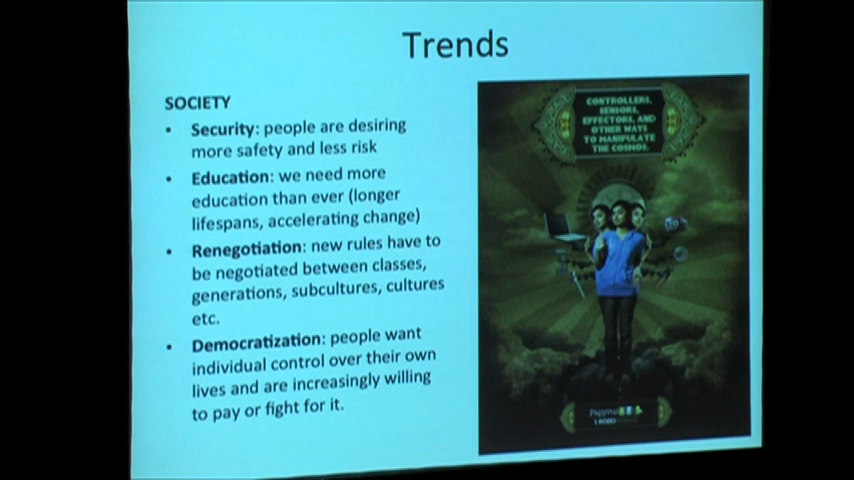 Trends
SOCIETY
• Security: people are desiring
more safety and less risk
• Education: we need more
education than ever (longer
lifespans, accelerating change)
• Renegotiation: new rules have to
be negotiated between classes,
generations, subcultures, cultures
etc.
• Democratization: people want
individual control over their own
lives and are increasingly willing
to pay or fight for it.
CONTROLLERS,
SENSORS,
EFFECTORS, AND
OTHER WAYS
TO MANIPULATE
THE COSMOS.